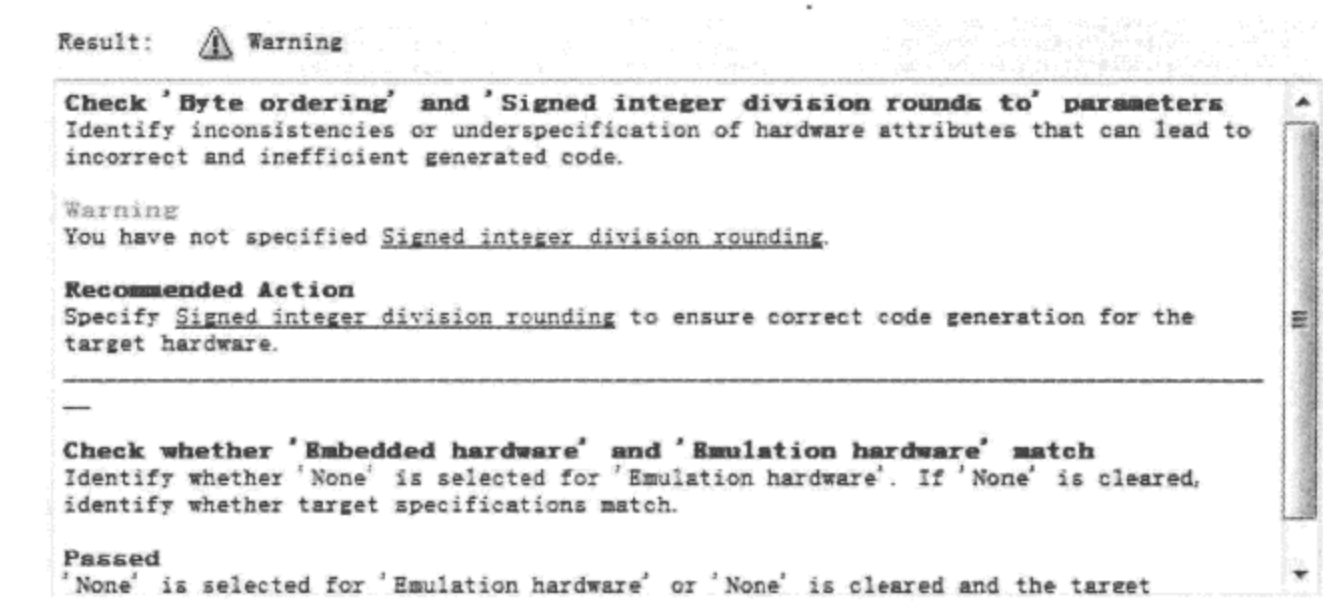 Result: Warning
Check 'Byte ordering' and 'Signed integer division rounds to' parameters
Identify inconsistencies or underspecification of hardware attributes that can lead to
incorrect and inefficient generated code.
Warning
You have not specified Signed integer division rounding.
Recommended Action
Specify Signed integer division rounding to ensure correct code generation for the
target hardware.
Check whether 'Embedded hardware' and 'Emulation hardware' match
Identify whether 'None' is selected for 'Emulation hardware'. If 'None' is cleared,
identify whether target specifications match.
Passed
'None' is selected for 'Emulation hardware' or 'None' is cleared and the target